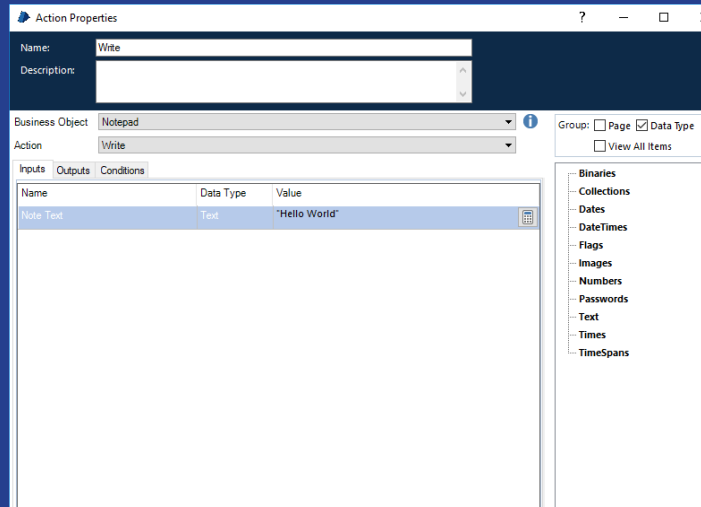 Action Properties
?
Name: Write
Description:
Business Object Notepad
Action Write
Inputs Outputs Conditions
Name Data Type Value
Note Text Text "Hello World"
Group: Page Data Type
View All Items
Binaries
Collections
Dates
DateTimes
Flags
Images
Numbers
Passwords
Text
Times
TimeSpans